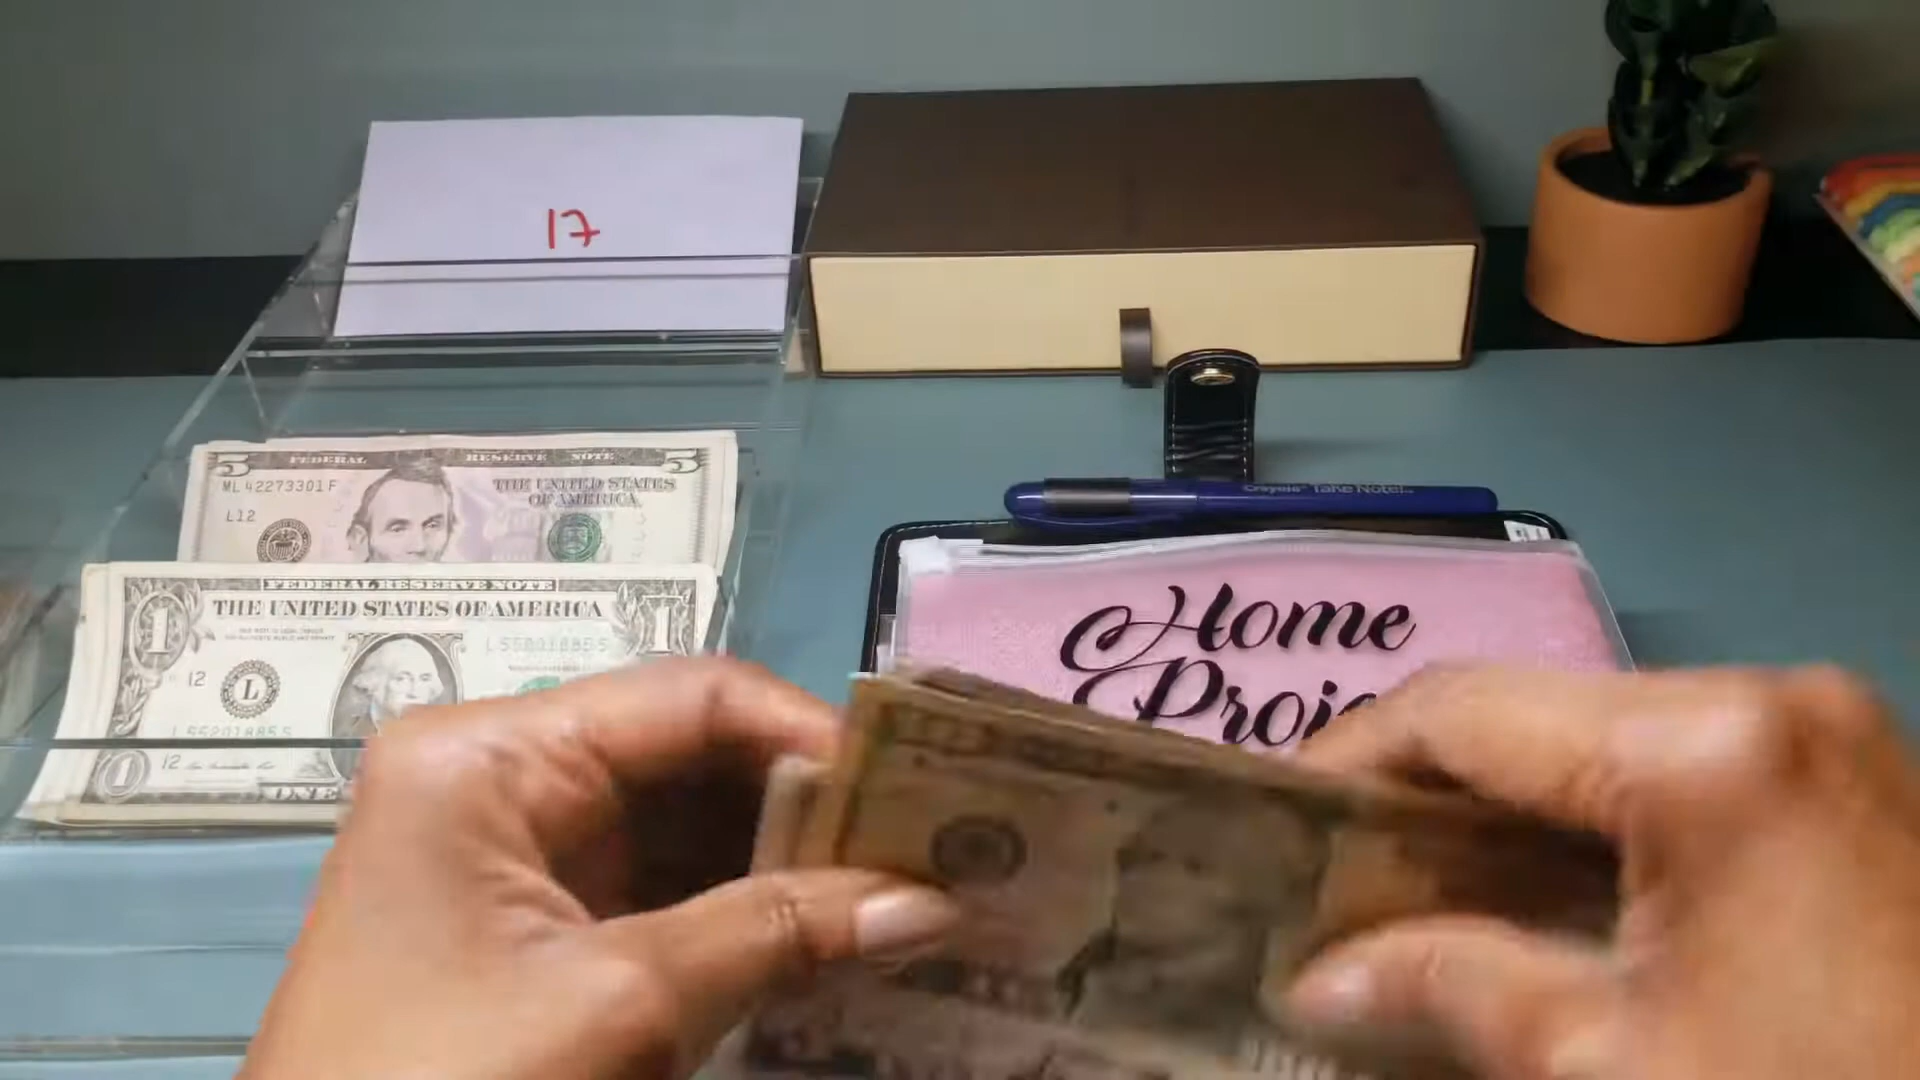 17
5 FEDERAL RESERVE NOTE 5
ML 42273301 F
THE UNITED STATES
OF AMERICA
L12
Crayola Take Note!
FEDERAL RESERVE NOTE
THE UNITED STATES OF AMERICA
1 1
L 55201885 S
12
L
L 55201885 S
1
12
ONE
Home